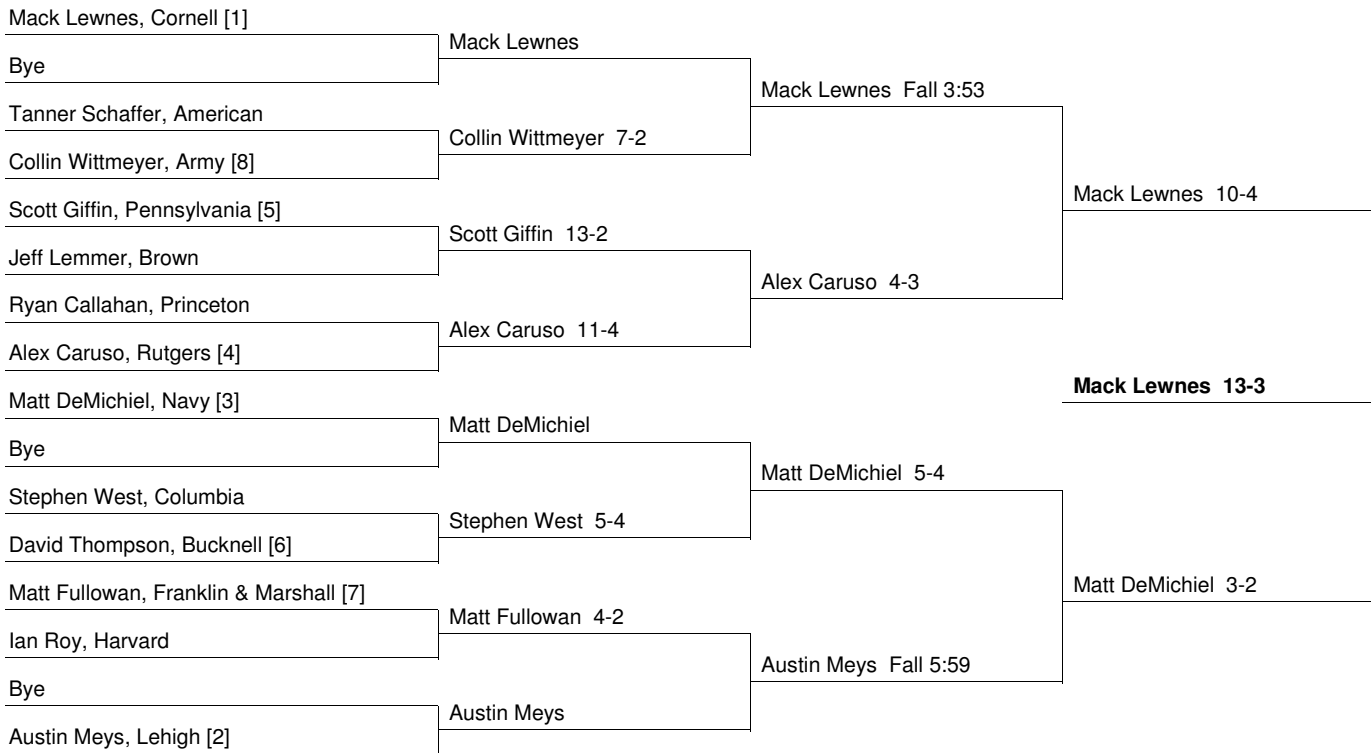 Mack Lewnes, Cornell [1]
Bye
Tanner Schaffer, American
Collin Wittmeyer, Army [8]
Scott Giffin, Pennsylvania [5]
Jeff Lemmer, Brown
Ryan Callahan, Princeton
Alex Caruso, Rutgers [4]
Matt DeMichiel, Navy [3]
Bye
Stephen West, Columbia
David Thompson, Bucknell [6]
Matt Fullowan, Franklin & Marshall [7]
Ian Roy, Harvard
Bye
Austin Meys, Lehigh [2]
Mack Lewnes
Collin Wittmeyer 7-2
Scott Giffin 13-2
Alex Caruso 11-4
Matt DeMichiel
Stephen West 5-4
Matt Fullowan 4-2
Austin Meys
Mack Lewnes Fall 3:53
Alex Caruso 4-3
Matt DeMichiel 5-4
Austin Meys Fall 5:59
Mack Lewnes 10-4
Mack Lewnes 13-3
Matt DeMichiel 3-2